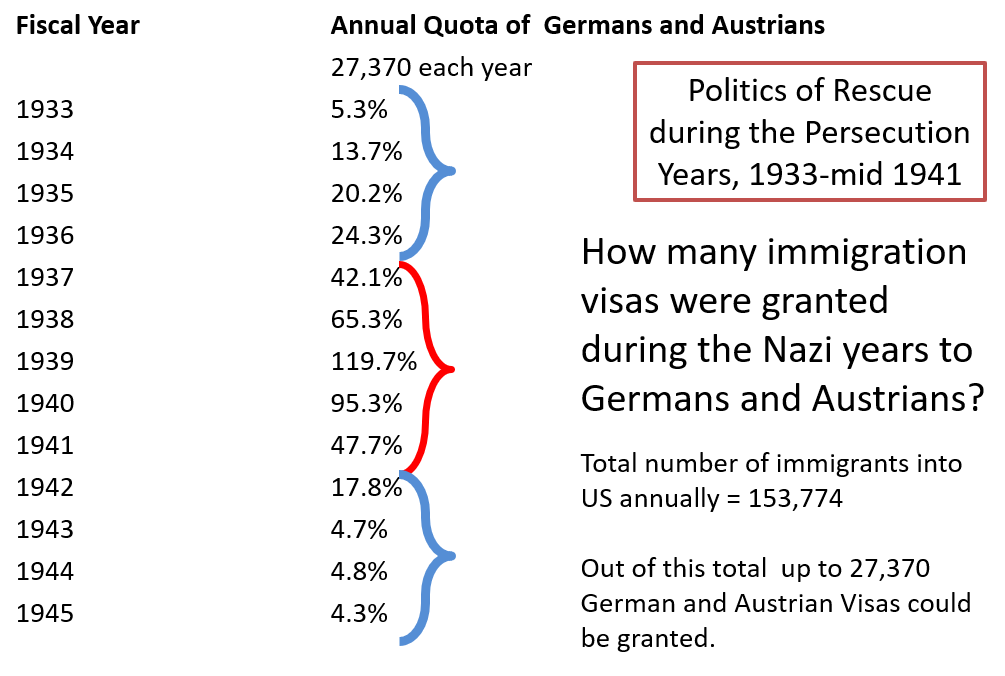 Fiscal Year Annual Quota of Germans and Austrians
27,370 each year
1933 5.3%
1934 13.7%
1935 20.2%
1936 24.3%
1937 42.1%
1938 65.3%
1939 119.7%
1940 95.3%
1941 47.7%
1942 17.8%
1943 4.7%
1944 4.8%
1945 4.3%
Politics of Rescue
during the Persecution
Years, 1933-mid 1941
How many immigration
visas were granted
during the Nazi years to
Germans and Austrians?
Total number of immigrants into
US annually = 153,774
Out of this total up to 27,370
German and Austrian Visas could
be granted.